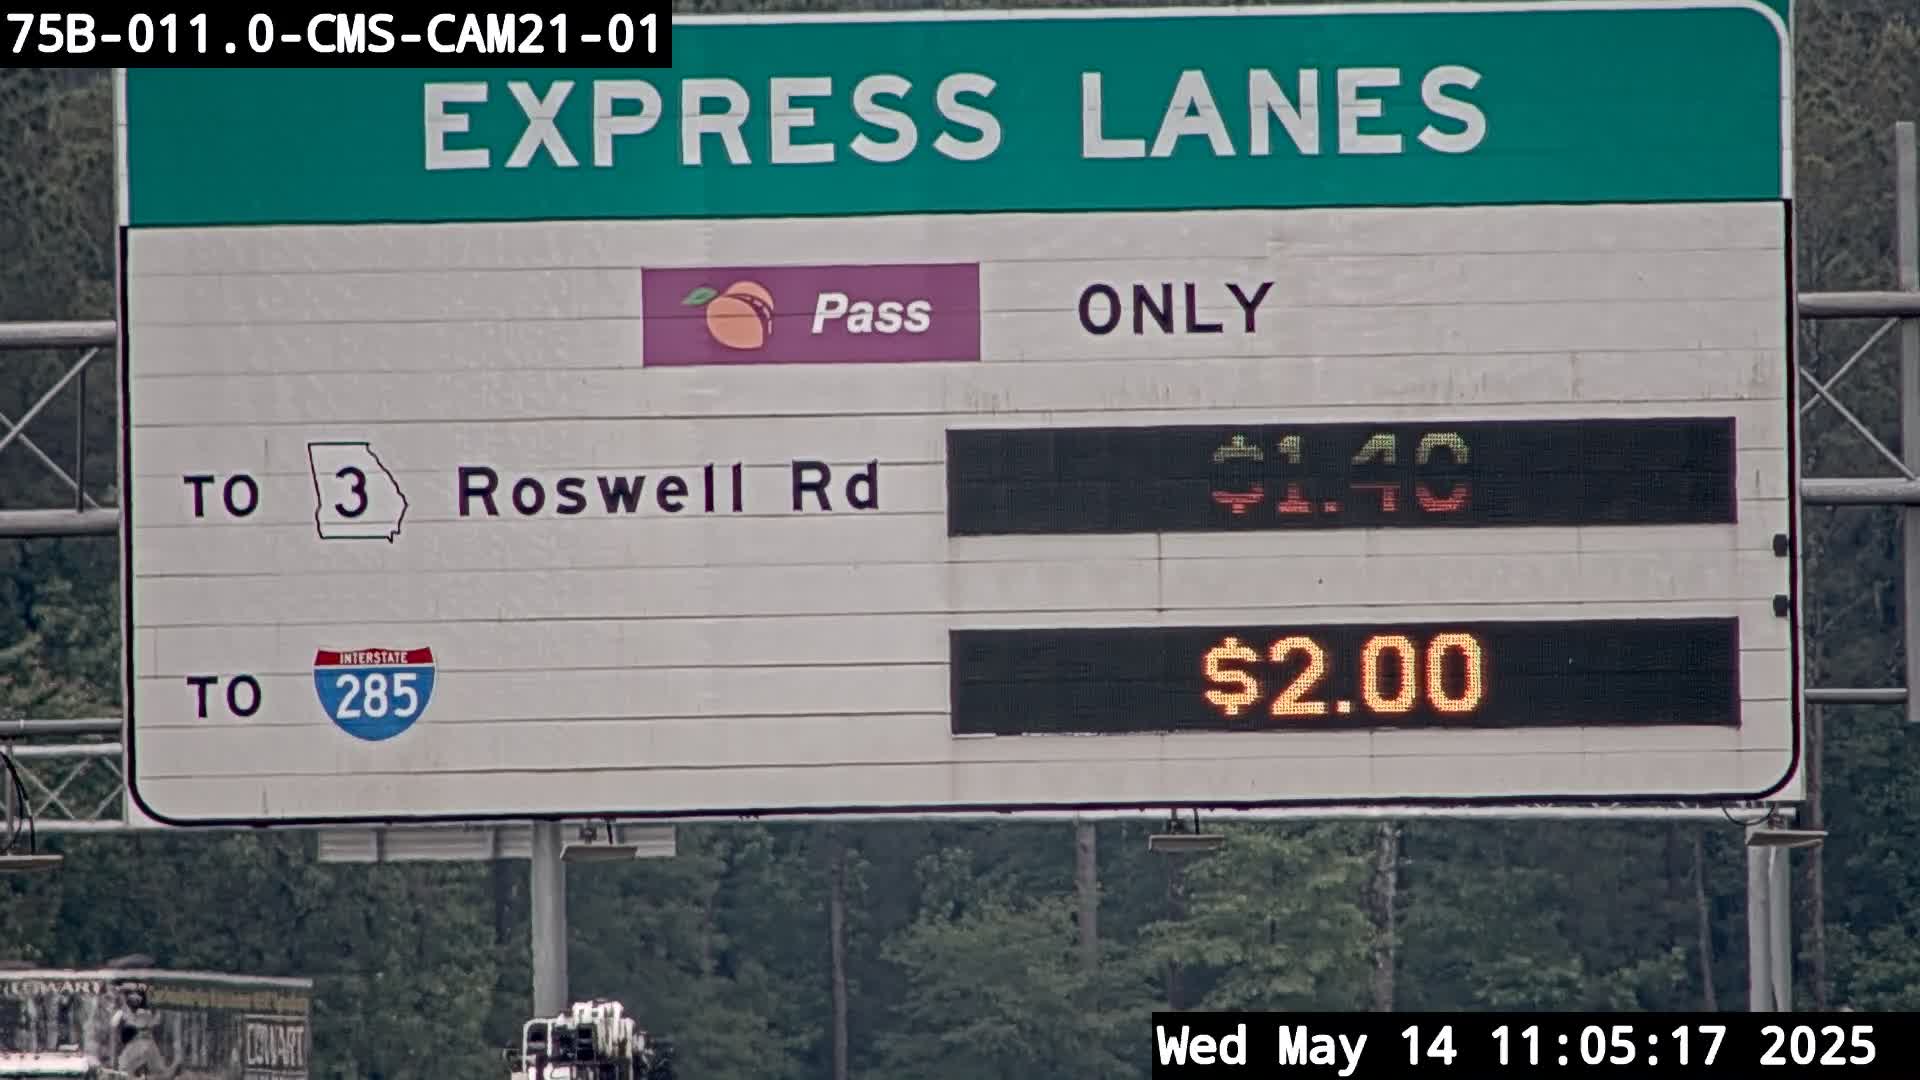 75B-011.0-CMS-CAM21-01
EXPRESS LANES
Pass ONLY
TO 3 Roswell Rd $1.40
TO INTERSTATE 285 $2.00
Wed May 14 11:05:17 2025